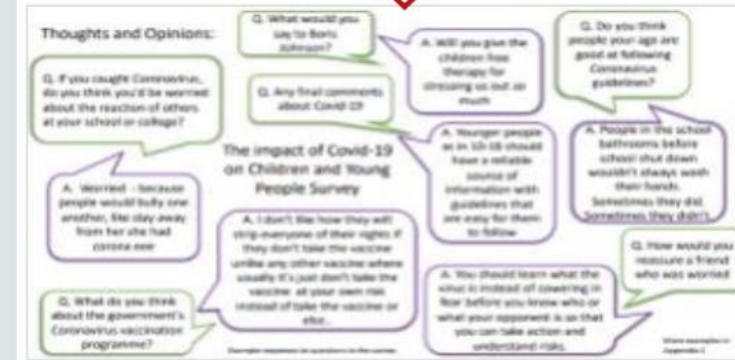 Thoughts and Opinions:
Q. What would you
say to Boris
Johnson?
A. Will you give the
children free
therapy for
stressing us out so
much
Q. Do you think
people your age are
good at following
Coronavirus
guidelines?
A. People in the school
bathrooms before
school shut down
wouldn't always wash
their hands.
Sometimes they did.
Sometimes they didn't.
Q. If you caught Coronavirus,
do you think you'd be worried
about the reaction of others
at your school or college?
A. Worried - because
people would bully one
another, like stay away
from her she had
corona eee
Q. Any final comments
about Covid-19
A. Younger people
as in 10-16 should
have a reliable
source of
information with
guidelines that
are easy for them
to follow
The impact of Covid-19
on Children and Young
People Survey
Q. What do you think
about the government's
Coronavirus vaccination
programme?
A. I don't like how they will
strip everyone of their rights if
they don't take the vaccine
unlike any other vaccine where
usually it's just don't take the
vaccine at your own risk
instead of take the vaccine or
else..
Q. How would you
reassure a friend
who was worried
A. You should learn what the
virus is instead of cowering in
fear before you know who or
what your opponent is so that
you can take action and
understand risks.